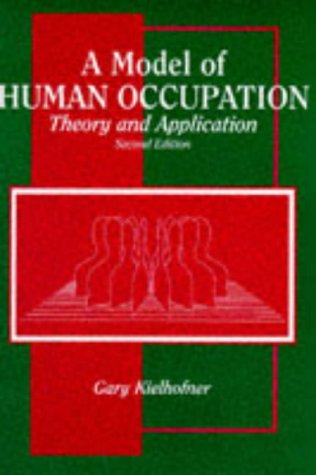 A Model of
HUMAN OCCUPATION
Theory and Application
Second Edition
Gary Kielhofner